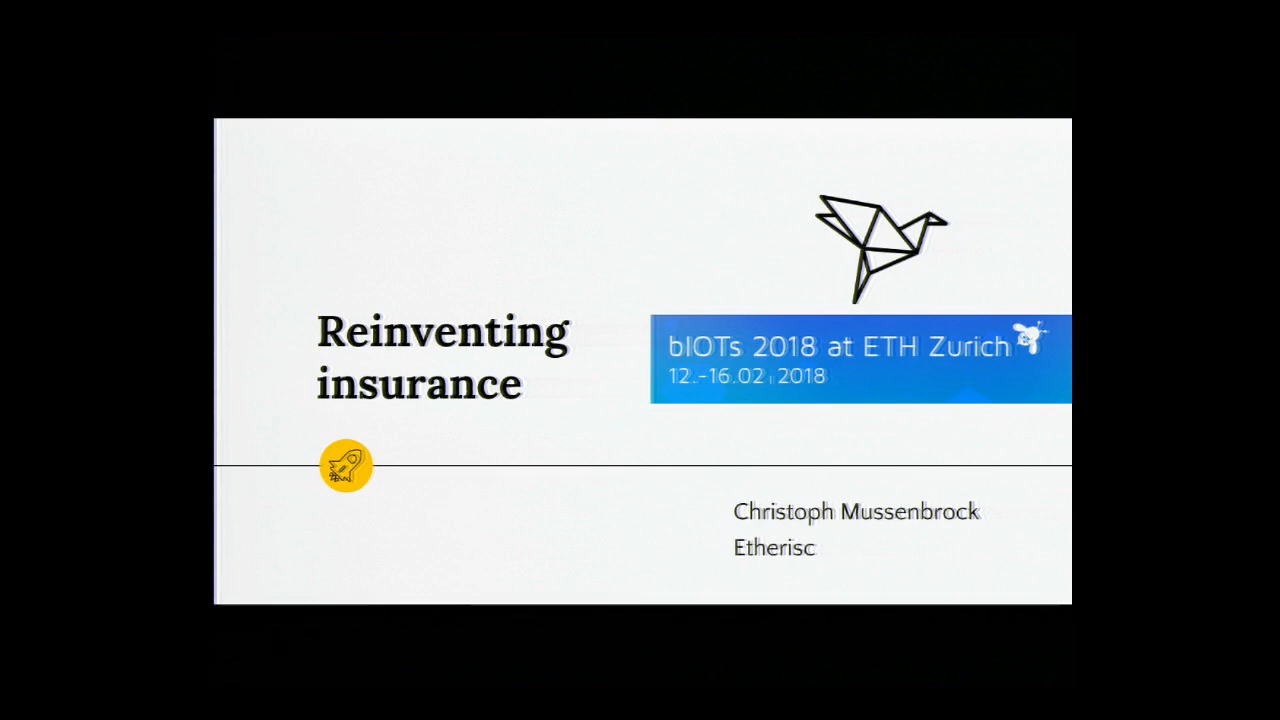 Reinventing
insurance
bIOTs 2018 at ETH Zurich
12.-16.02.2018
Christoph Mussenbrock
Etherisc